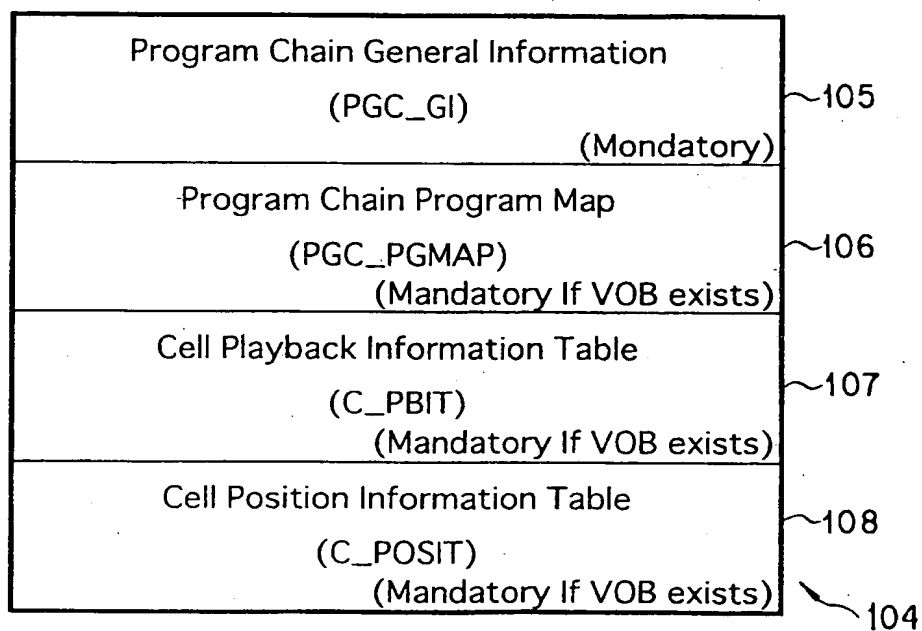 Program Chain General Information
(PGC_GI)
(Mondatory)
105
Program Chain Program Map
(PGC_PGMAP)
(Mandatory If VOB exists)
106
Cell Playback Information Table
(C_PBIT)
(Mandatory If VOB exists)
107
Cell Position Information Table
(C_POSIT)
(Mandatory If VOB exists)
108
104